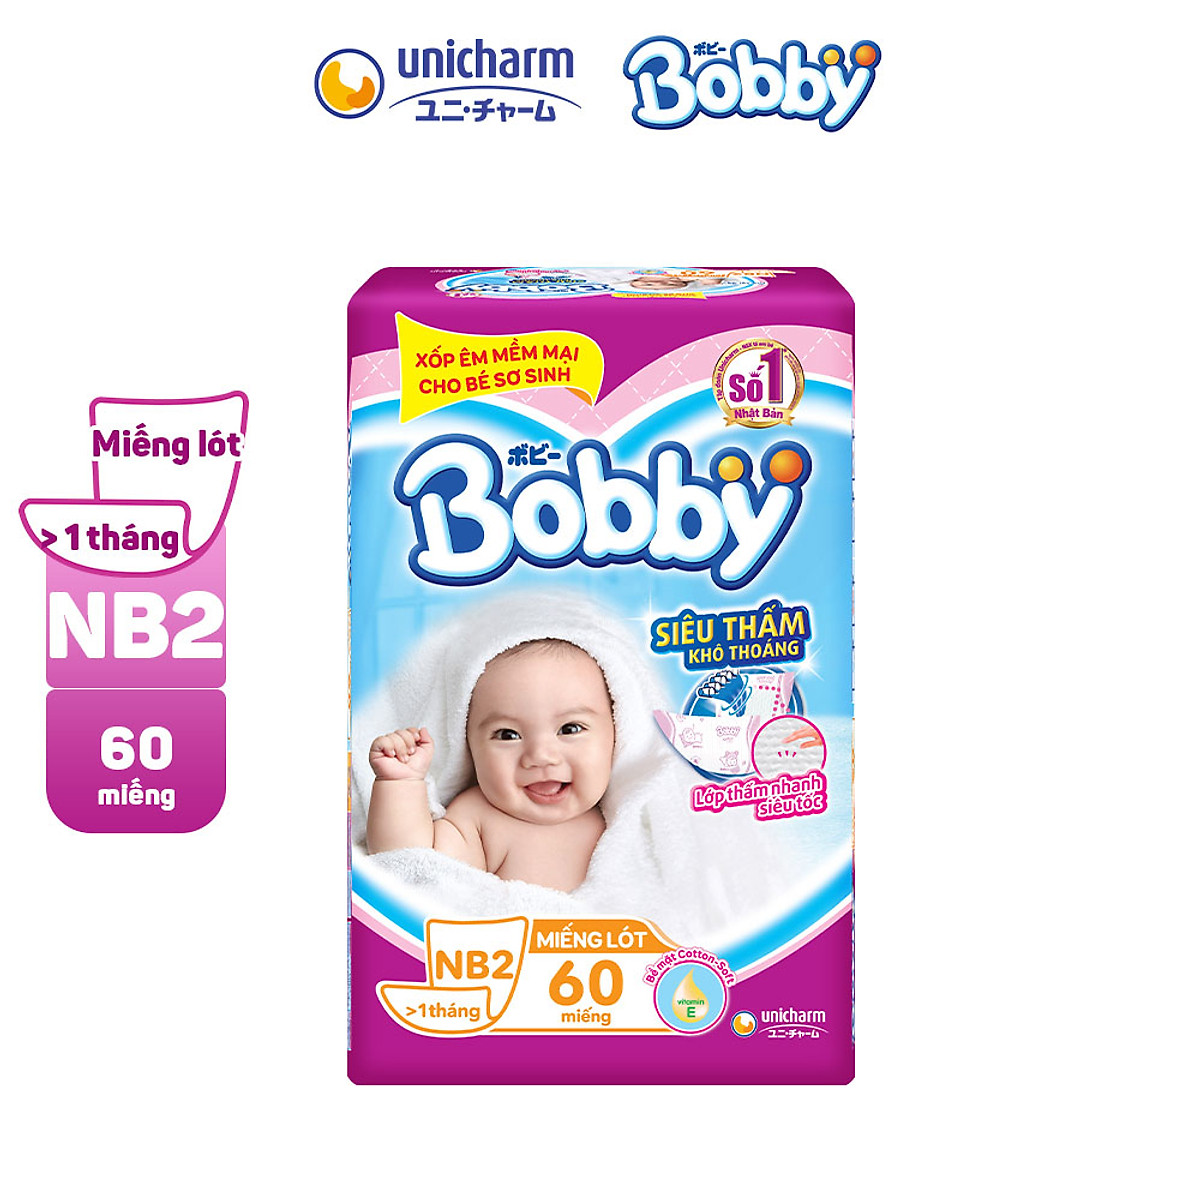 unicharm
ユニ・チャーム
ボビー
Bobby
Miếng lót
> 1 tháng
NB2
60
miếng
XỐP ÊM MỀM MẠI
CHO BÉ SƠ SINH
Số 1
Nhật Bản
ボビー
Bobby
SIÊU THẤM
KHÔ THOÁNG
Bobby
Lớp thấm nhanh
siêu tốc
NB2
>1 tháng
MIẾNG LÓT
60
miếng
Bề mặt Cotton-Soft
vitamin
E
unicharm
ユニ・チャーム